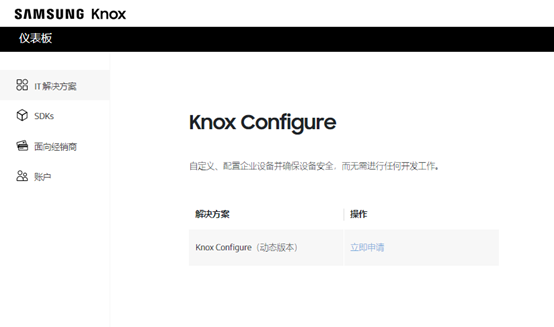 SAMSUNG Knox
仪表板
IT 解决方案
SDKs
面向经销商
账户
Knox Configure
自定义、配置企业设备并确保设备安全，而无需进行任何开发工作。
解决方案 操作
Knox Configure（动态版本） 立即申请